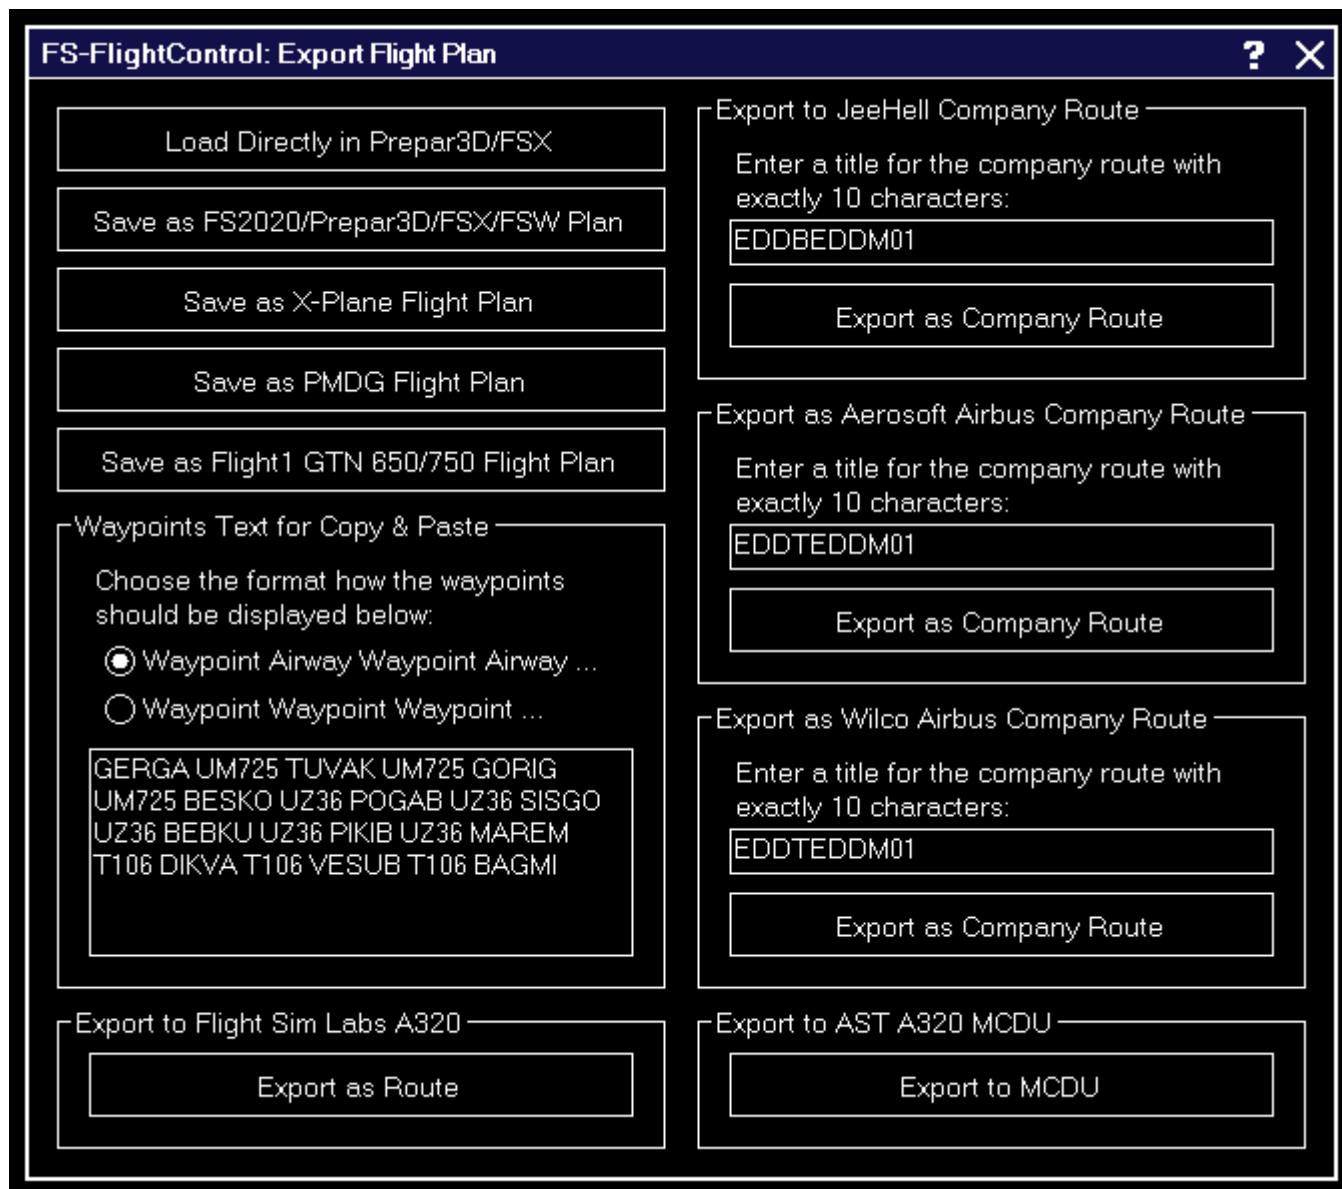 FS-FlightControl: Export Flight Plan
?
Load Directly in Prepar3D/FSX
Save as FS2020/Prepar3D/FSX/FSW Plan
Save as X-Plane Flight Plan
Save as PMDG Flight Plan
Save as Flight1 GTN 650/750 Flight Plan
Waypoints Text for Copy & Paste
Choose the format how the waypoints
should be displayed below:
Waypoint Airway Waypoint Airway ...
Waypoint Waypoint Waypoint ...
GERGA UM725 TUVAK UM725 GORIG
UM725 BESKO UZ36 POGAB UZ36 SISGO
UZ36 BEBKU UZ36 PIKIB UZ36 MAREM
T106 DIKVA T106 VESUB T106 BAGMI
Export to Flight Sim Labs A320
Export as Route
Export to JeeHell Company Route
Enter a title for the company route with
exactly 10 characters:
EDDBEDDM01
Export as Company Route
Export as Aerosoft Airbus Company Route
Enter a title for the company route with
exactly 10 characters:
EDDTEDDM01
Export as Company Route
Export as Wilco Airbus Company Route
Enter a title for the company route with
exactly 10 characters:
EDDTEDDM01
Export as Company Route
Export to AST A320 MCDU
Export to MCDU